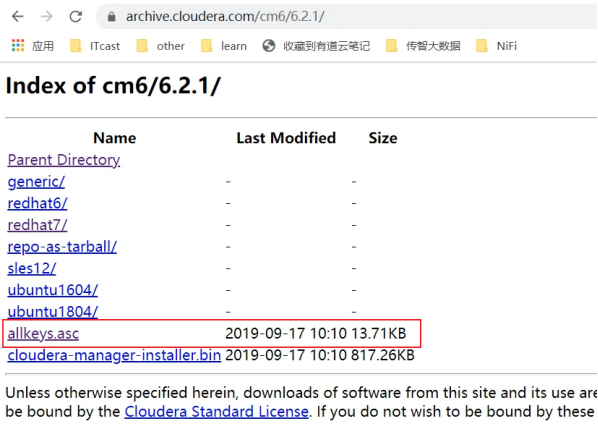 archive.cloudera.com/cm6/6.2.1/
应用 ITcast other learn 收藏到有道云笔记 传智大数据 NiFi
Index of cm6/6.2.1/
Name Last Modified Size
Parent Directory
generic/ - -
redhat6/ - -
redhat7/ - -
repo-as-tarball/ - -
sles12/ - -
ubuntu1604/ - -
ubuntu1804/ - -
allkeys.asc 2019-09-17 10:10 13.71KB
cloudera-manager-installer.bin 2019-09-17 10:10 817.26KB
Unless otherwise specified herein, downloads of software from this site and its use are
be bound by the Cloudera Standard License. If you do not wish to be bound by these